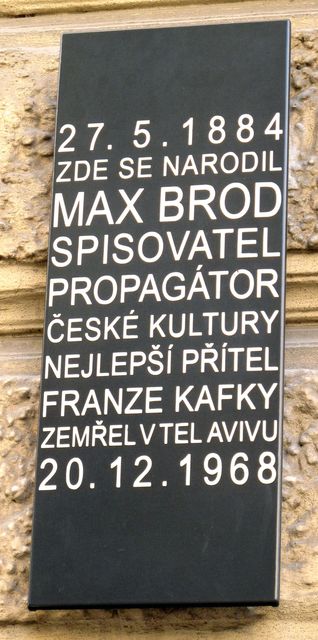 27. 5. 1884
ZDE SE NARODIL
MAX BROD
SPISOVATEL
PROPAGÁTOR
ČESKÉ KULTURY
NEJLEPŠÍ PŘÍTEL
FRANZE KAFKY
ZEMŘEL V TEL AVIVU
20. 12. 1968